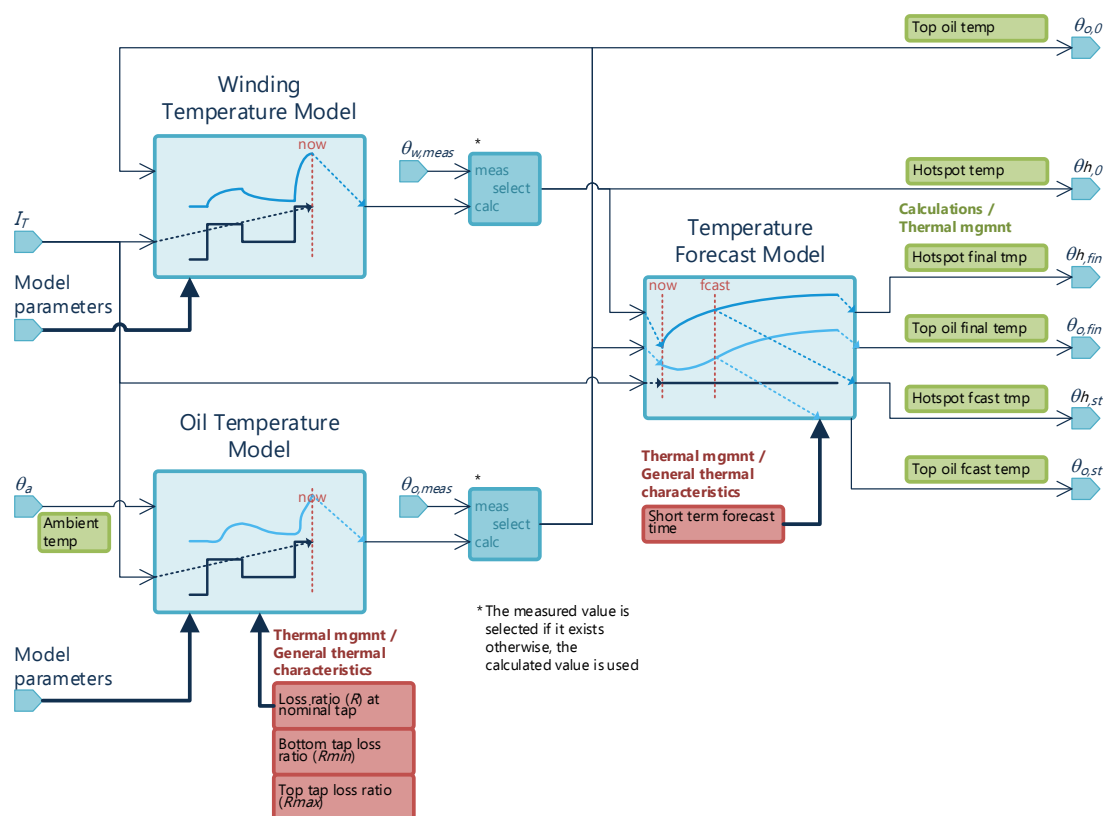 Top oil temp
θo,0
Winding
Temperature Model
now
θw,meas
*
meas
select
calc
Hotspot temp
θh,0
Calculations /
Thermal mgmnt
IT
Model
parameters
Temperature
Forecast Model
now
fcast
Hotspot final tmp
θh,fin
Top oil final temp
θo,fin
Hotspot fcast tmp
θh,st
Top oil fcast temp
θo,st
Oil Temperature
Model
now
θa
Ambient
temp
θo,meas
*
meas
select
calc
Thermal mgmnt /
General thermal
characteristics
Short term forecast
time
* The measured value is
selected if it exists
otherwise, the
calculated value is used
Model
parameters
Thermal mgmnt /
General thermal
characteristics
Loss ratio (R) at
nominal tap
Bottom tap loss
ratio (Rmin)
Top tap loss ratio
(Rmax)